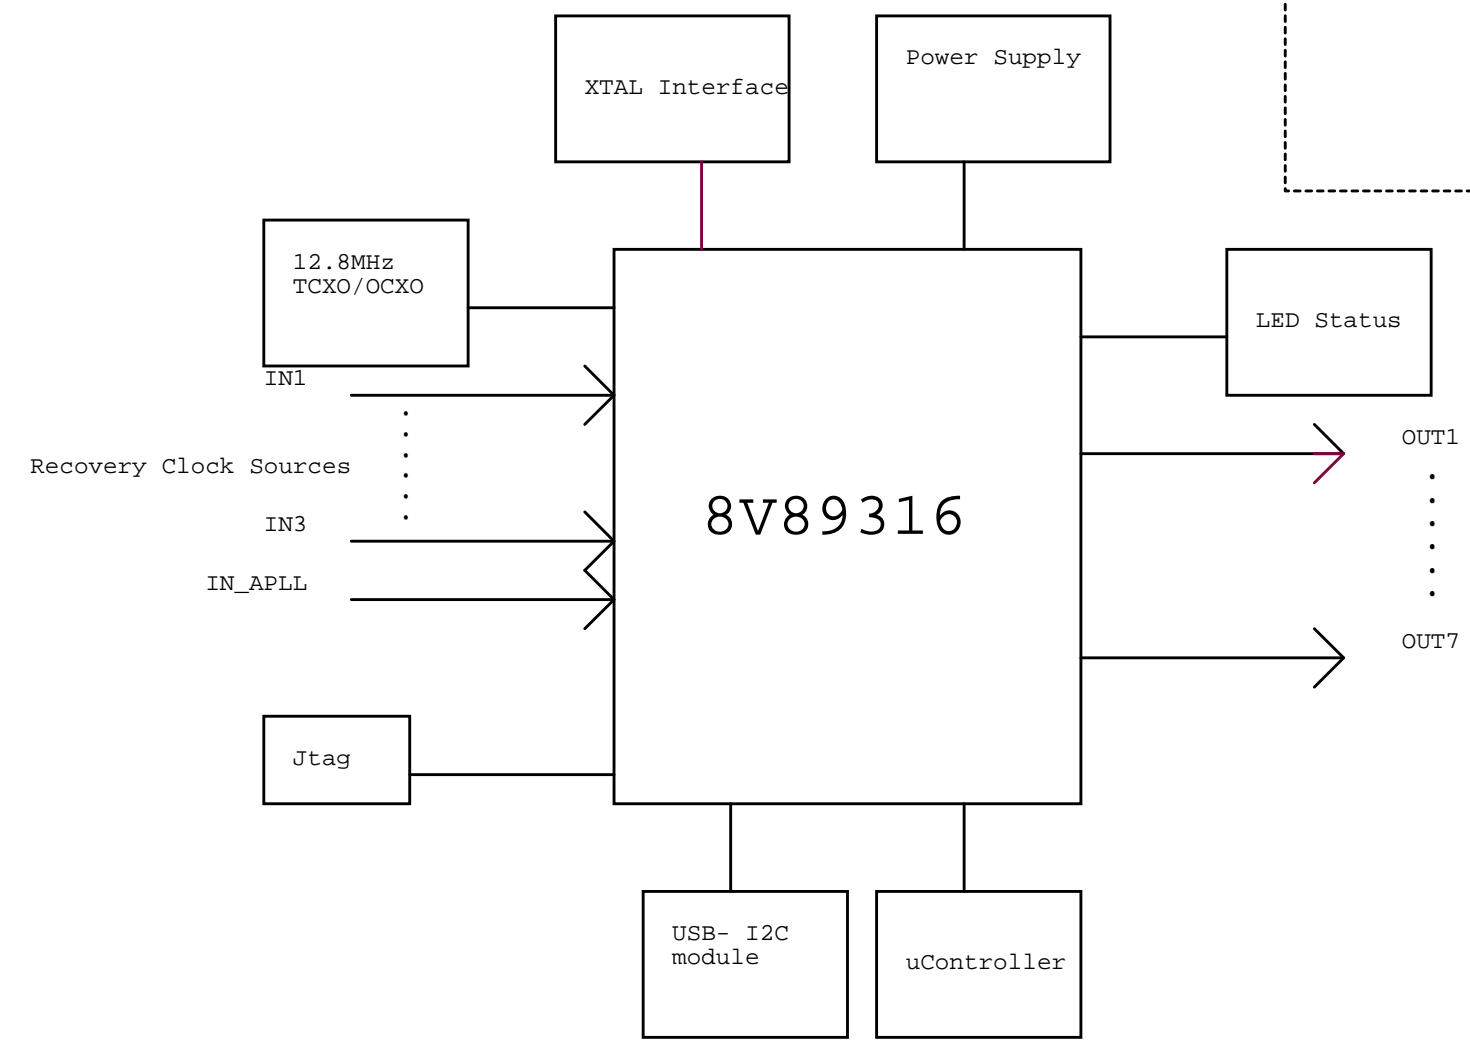 Power Supply
XTAL Interface
12.8MHz
TCXO/OCXO
LED Status
IN1
OUT1
Recovery Clock Sources
8V89316
IN3
IN_APLL
OUT7
Jtag
USB- I2C
module
uController